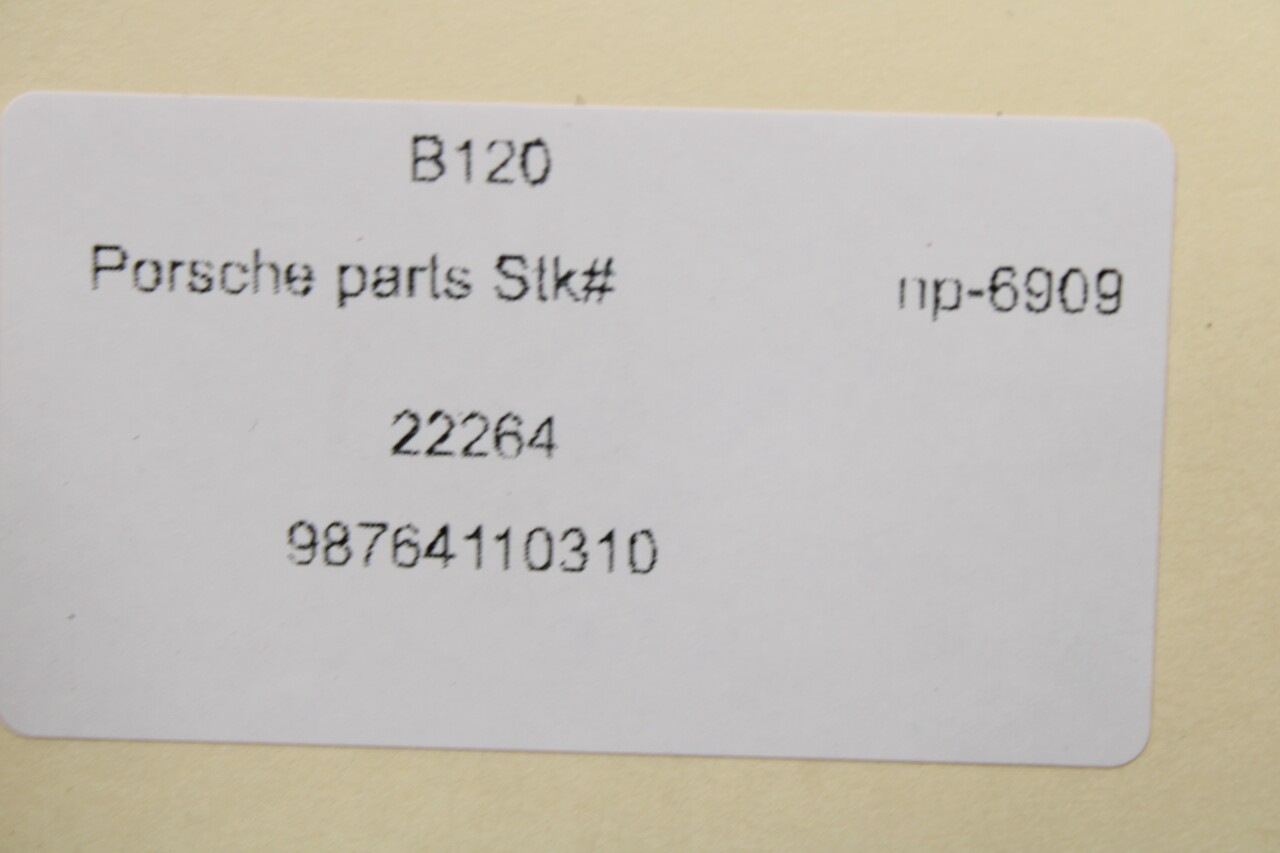 B120
Porsche parts Stk# np-6909
22264
98764110310